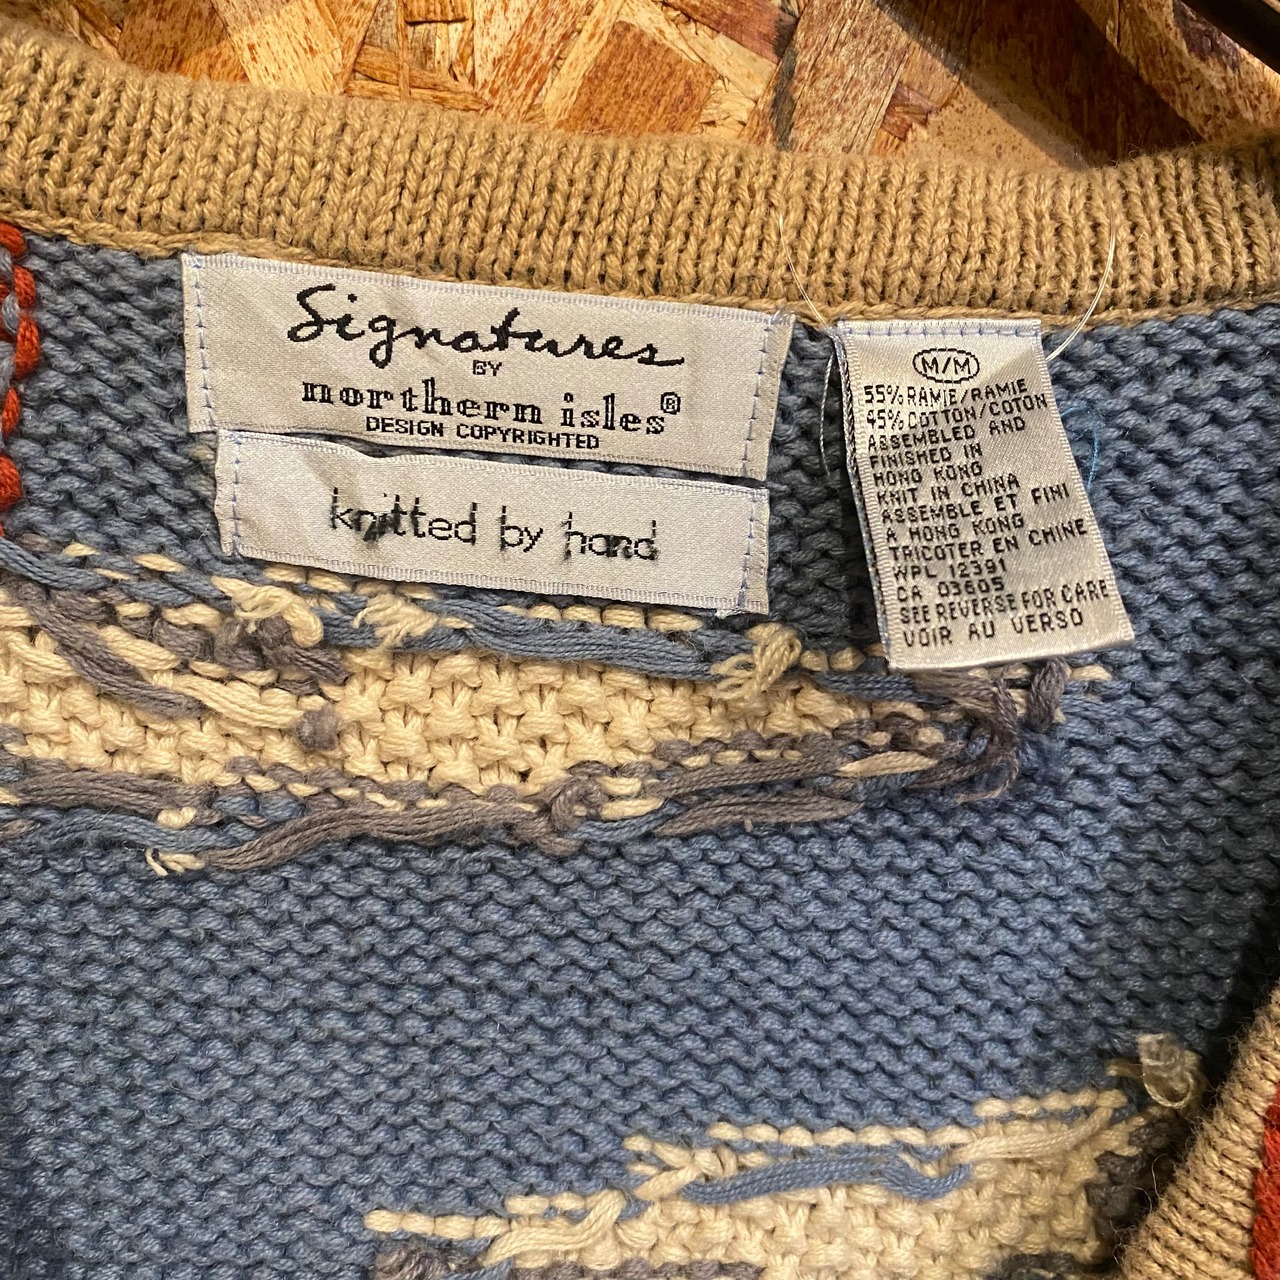 Signatures
BY
northern isles®
DESIGN COPYRIGHTED
knitted by hand
M/M
55% RAMIE/RAMIE
45% COTTON/COTON
ASSEMBLED AND
FINISHED IN
HONG KONG
KNIT IN CHINA
ASSEMBLE ET FINI
A HONG KONG
TRICOTER EN CHINE
WPL 12391
CA 03605
SEE REVERSE FOR CARE
VOIR AU VERSO